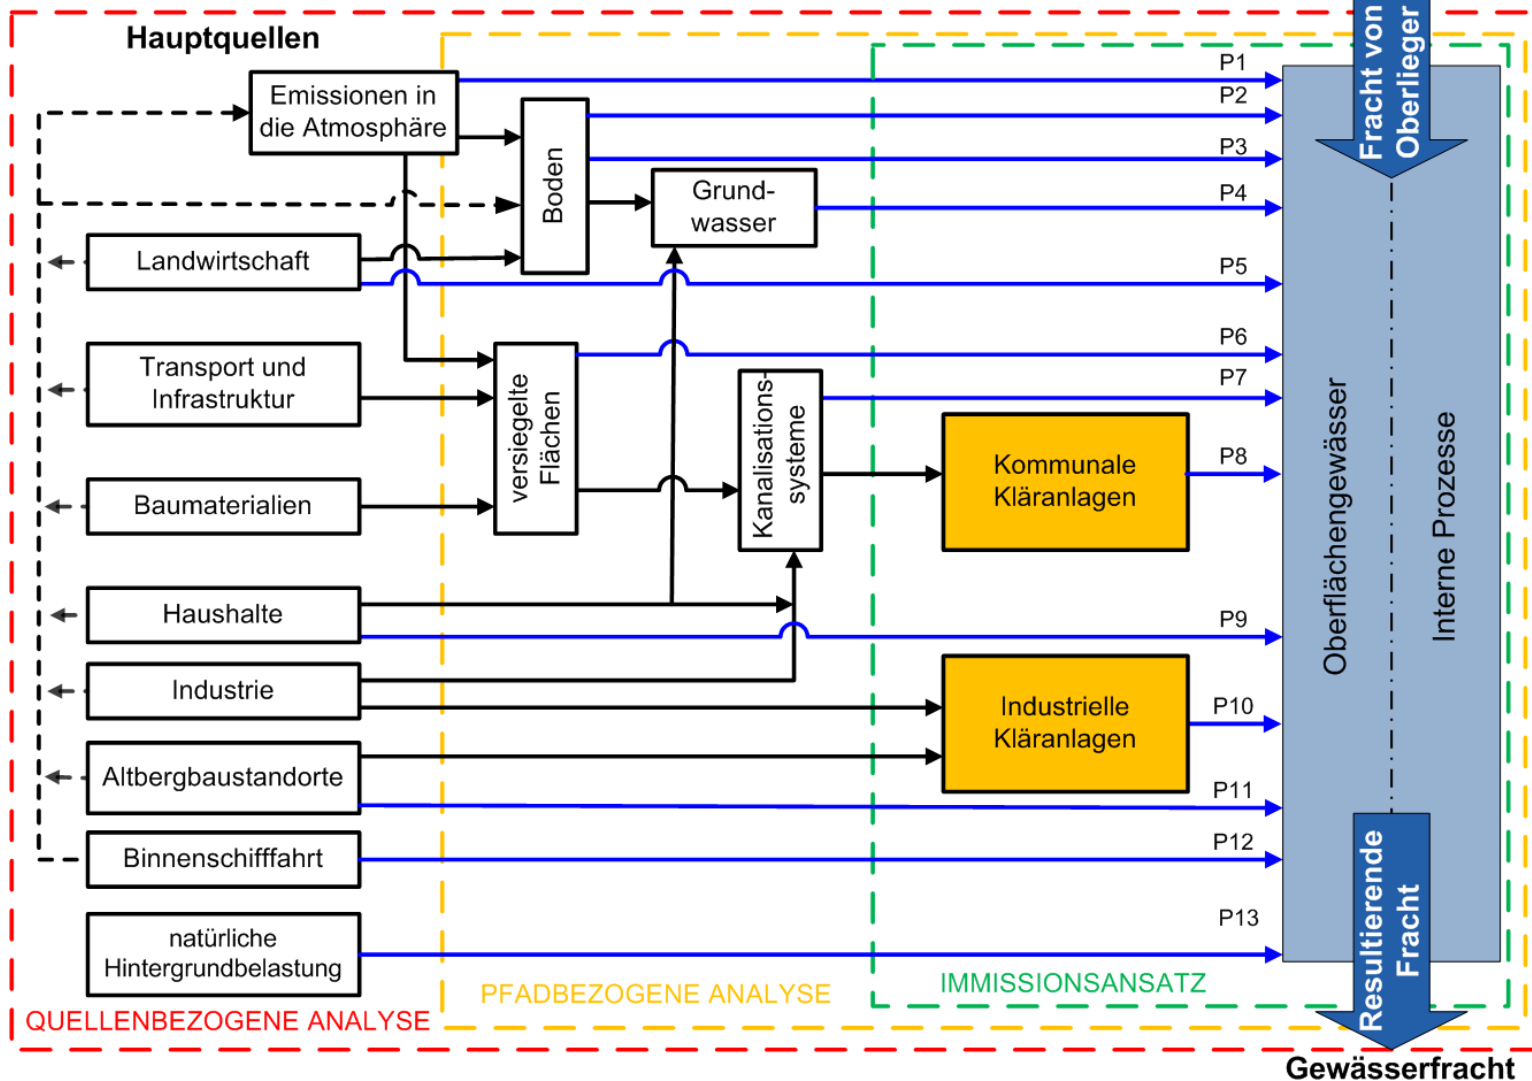 Hauptquellen
Emissionen in
die Atmosphäre
Landwirtschaft
Transport und
Infrastruktur
Baumaterialien
Haushalte
Industrie
Altbergbaustandorte
Binnenschifffahrt
natürliche
Hintergrundbelastung
QUELLENBEZOGENE ANALYSE
Boden
Grund-
wasser
versiegelte
Flächen
Kanalisations-
systeme
PFADBEZOGENE ANALYSE
Kommunale
Kläranlagen
Industrielle
Kläranlagen
IMMISSIONSANSATZ
P1
P2
P3
P4
P5
P6
P7
P8
P9
P10
P11
P12
P13
Fracht von
Oberlieger
Oberflächengewässer
Interne Prozesse
Resultierende
Fracht
Gewässerfracht